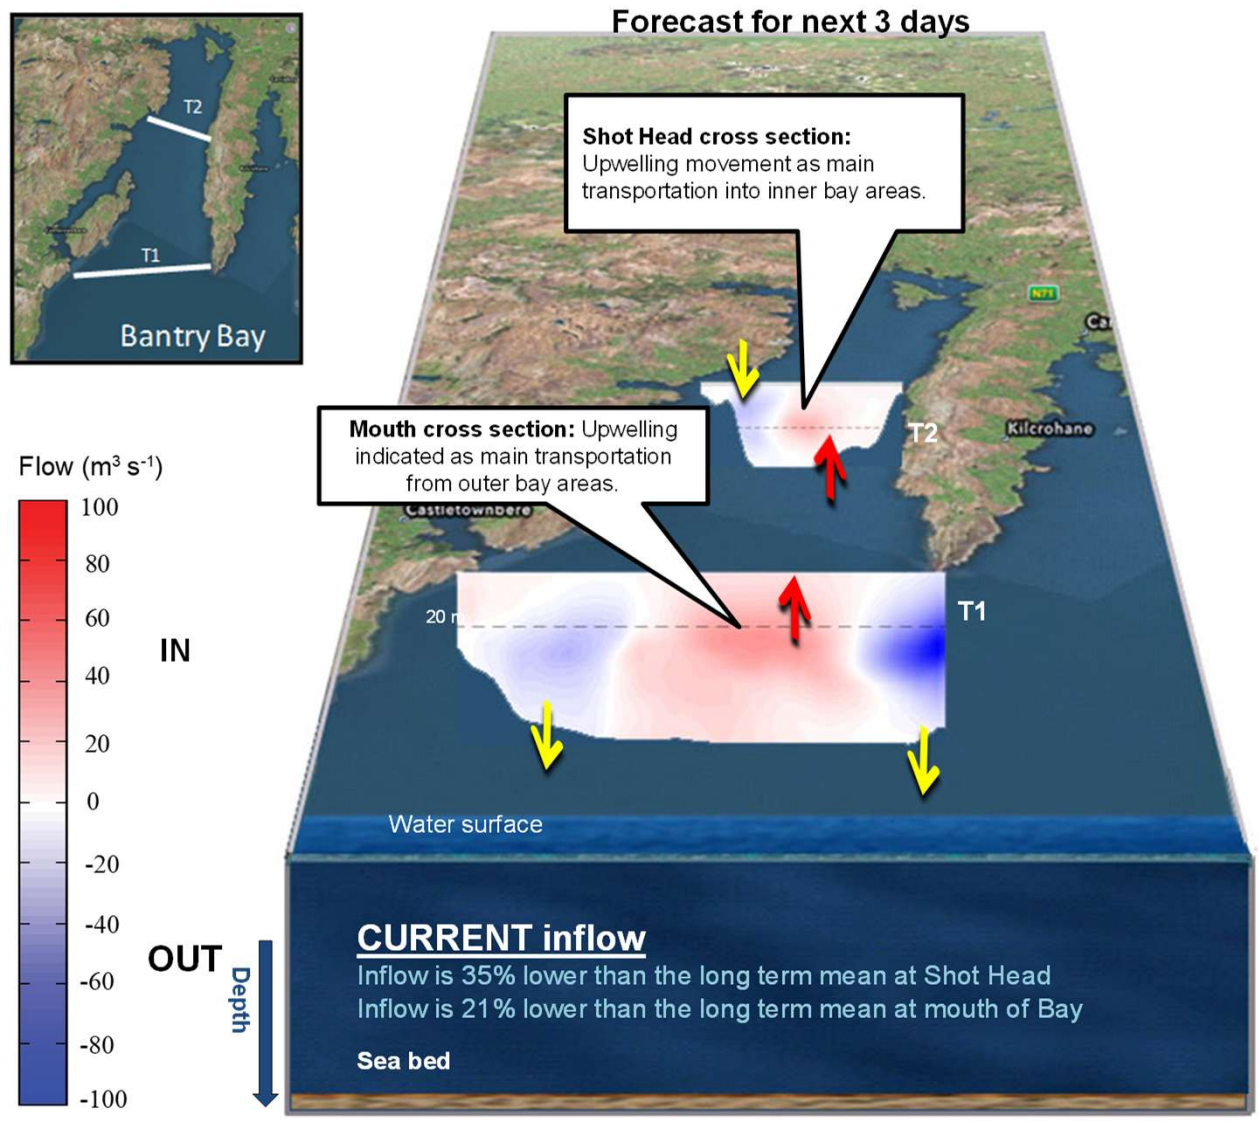 Forecast for next 3 days
T2
T1
Bantry Bay
Shot Head cross section:
Upwelling movement as main
transportation into inner bay areas.
N71
Ca
Kilcrohane
T2
Mouth cross section: Upwelling
indicated as main transportation
from outer bay areas.
Castletownbere
Flow (m³ s⁻¹)
100
80
60
40
20
0
-20
-40
-60
-80
-100
IN
OUT
Depth
20 m
T1
Water surface
CURRENT inflow
Inflow is 35% lower than the long term mean at Shot Head
Inflow is 21% lower than the long term mean at mouth of Bay
Sea bed